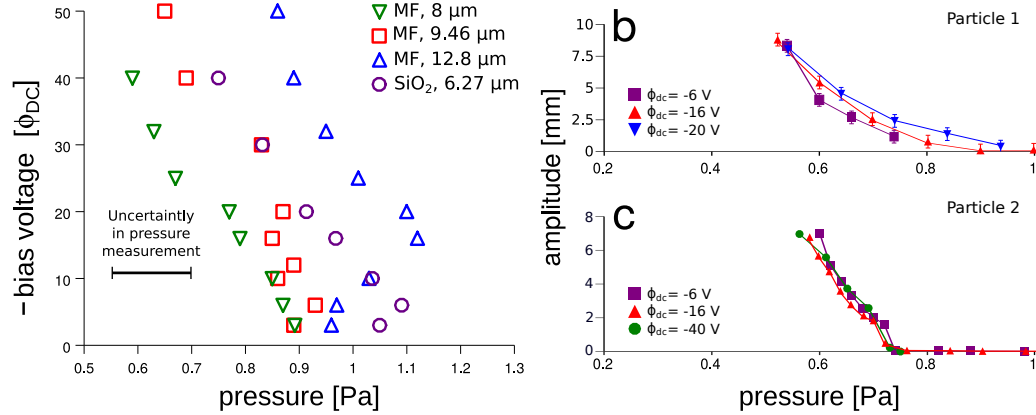 MF, 8 μm
MF, 9.46 μm
MF, 12.8 μm
SiO₂, 6.27 μm
−bias voltage [ϕDC]
50
40
30
20
10
0
Uncertaintly
in pressure
measurement
0.5 0.6 0.7 0.8 0.9 1 1.1 1.2 1.3
pressure [Pa]
b
Particle 1
10
7.5
5
2.5
0
ϕdc= -6 V
ϕdc= -16 V
ϕdc= -20 V
0.2 0.4 0.6 0.8 1
amplitude [mm]
c
Particle 2
8
6
4
2
0
ϕdc= -6 V
ϕdc= -16 V
ϕdc= -40 V
0.2 0.4 0.6 0.8 1
pressure [Pa]